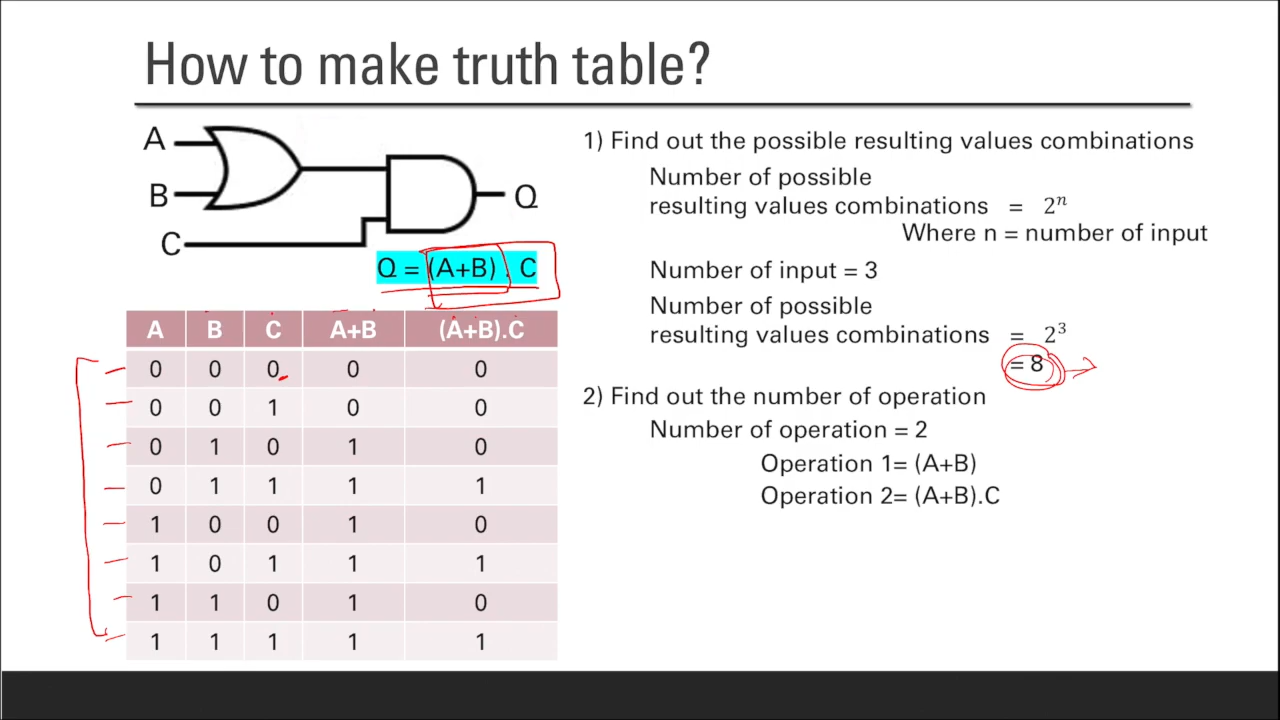 How to make truth table?
A
B
C
Q
Q = (A+B) . C
A B C A+B (A+B).C
0 0 0 0 0
0 0 1 0 0
0 1 0 1 0
0 1 1 1 1
1 0 0 1 0
1 0 1 1 1
1 1 0 1 0
1 1 1 1 1
1) Find out the possible resulting values combinations
Number of possible
resulting values combinations = 2ⁿ
Where n = number of input
Number of input = 3
Number of possible
resulting values combinations = 2³
= 8
2) Find out the number of operation
Number of operation = 2
Operation 1= (A+B)
Operation 2= (A+B).C